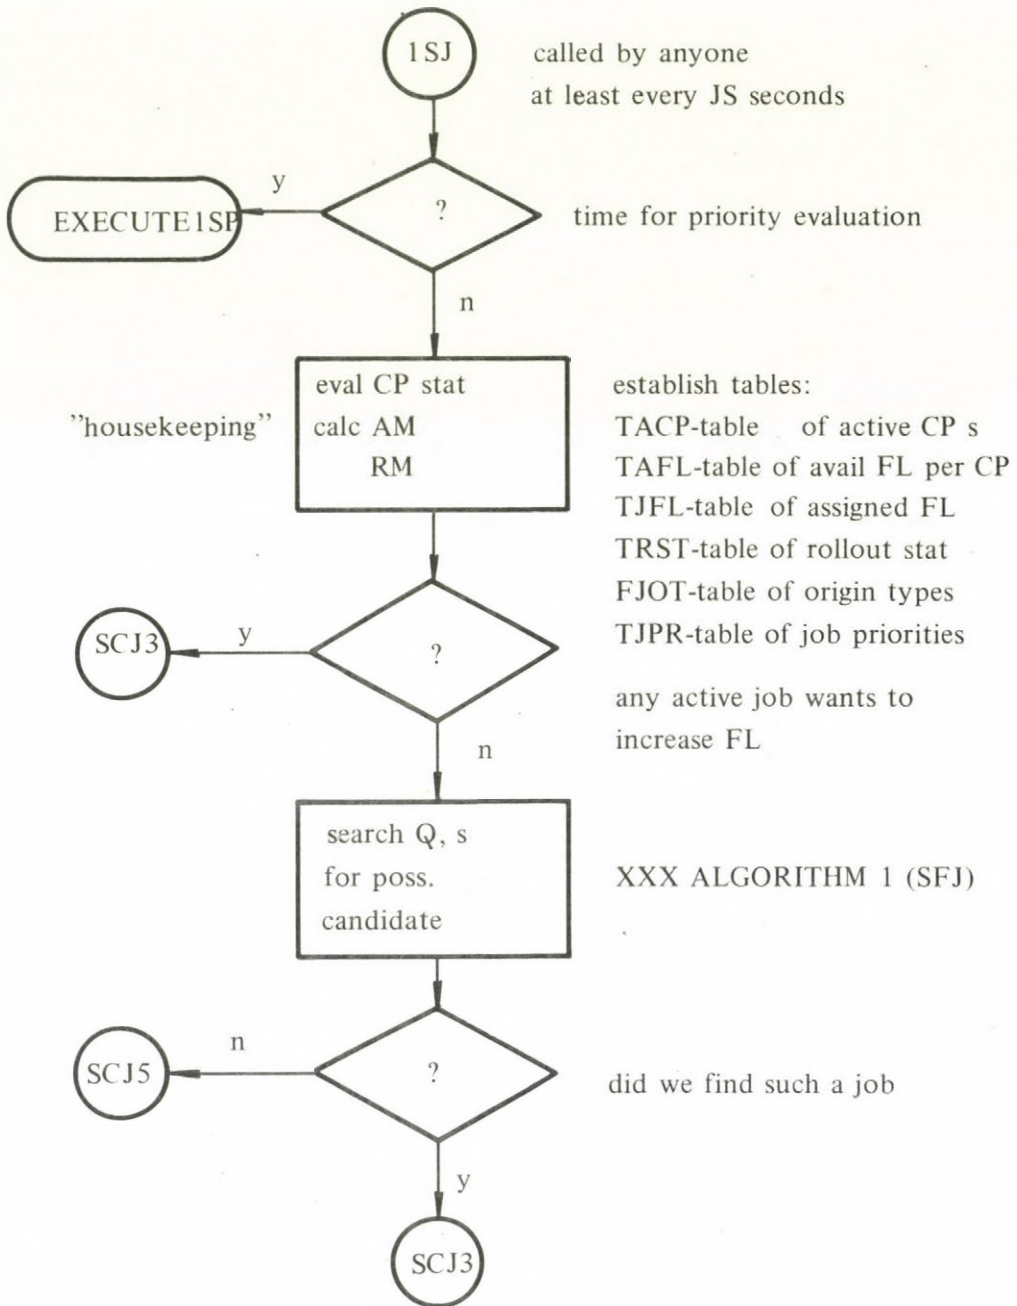 1SJ
called by anyone
at least every JS seconds
y
EXECUTE1SP
?
time for priority evaluation
n
"housekeeping"
eval CP stat
calc AM
RM
establish tables:
TACP-table of active CP s
TAFL-table of avail FL per CP
TJFL-table of assigned FL
TRST-table of rollout stat
FJOT-table of origin types
TJPR-table of job priorities
SCJ3
y
?
any active job wants to
increase FL
n
search Q, s
for poss.
candidate
XXX ALGORITHM 1 (SFJ)
SCJ5
n
?
did we find such a job
y
SCJ3